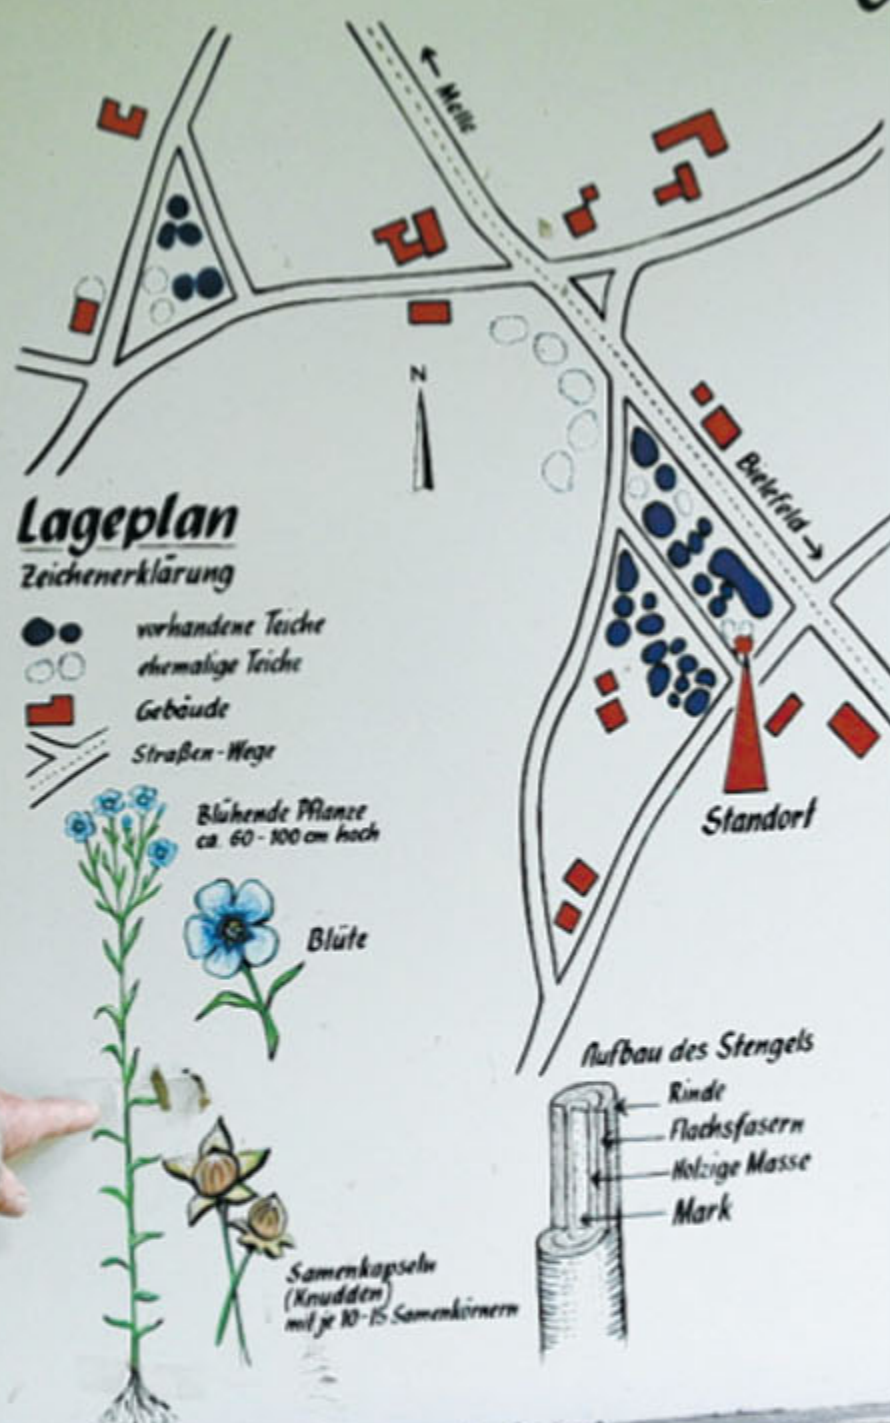 ← Melle
N
Bielefeld →
Lageplan
Zeichenerklärung
vorhandene Teiche
ehemalige Teiche
Gebäude
Straßen-Wege
Standort
Blühende Pflanze
ca. 60-100 cm hoch
Blüte
Aufbau des Stengels
Rinde
Flachsfasern
Holzige Masse
Mark
Samenkapseln
(Knudden)
mit je 10-15 Samenkörnern